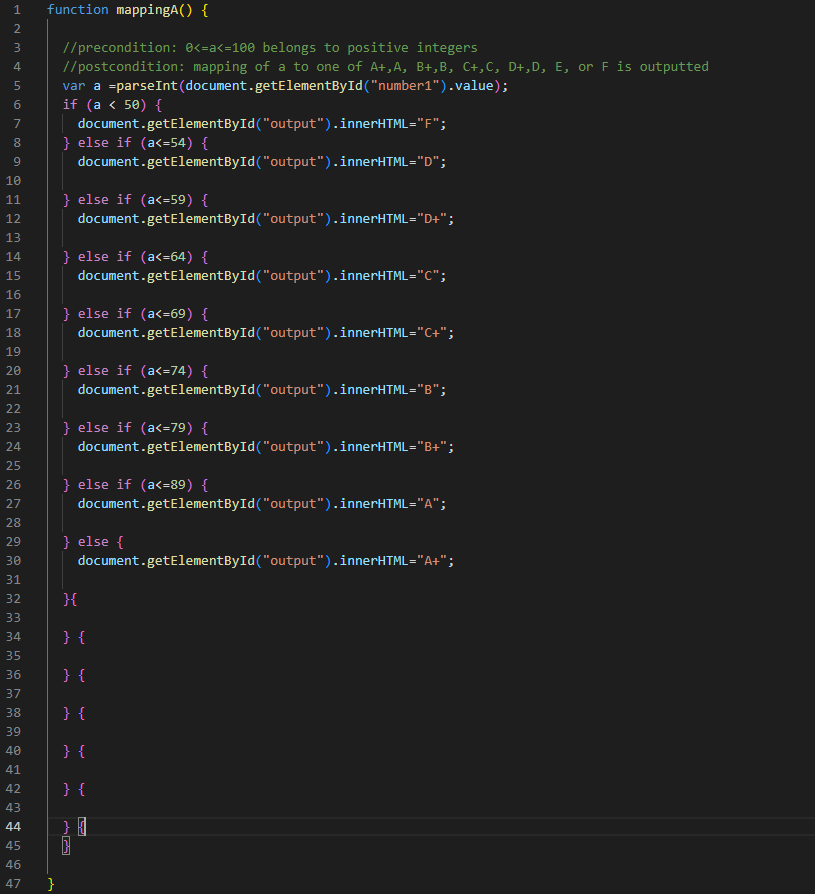 1 function mappingA() {
2
3 //precondition: 0<=a<=100 belongs to positive integers
4 //postcondition: mapping of a to one of A+,A, B+,B, C+,C, D+,D, E, or F is outputted
5 var a =parseInt(document.getElementById("number1").value);
6 if (a < 50) {
7 document.getElementById("output").innerHTML="F";
8 } else if (a<=54) {
9 document.getElementById("output").innerHTML="D";
10
11 } else if (a<=59) {
12 document.getElementById("output").innerHTML="D+";
13
14 } else if (a<=64) {
15 document.getElementById("output").innerHTML="C";
16
17 } else if (a<=69) {
18 document.getElementById("output").innerHTML="C+";
19
20 } else if (a<=74) {
21 document.getElementById("output").innerHTML="B";
22
23 } else if (a<=79) {
24 document.getElementById("output").innerHTML="B+";
25
26 } else if (a<=89) {
27 document.getElementById("output").innerHTML="A";
28
29 } else {
30 document.getElementById("output").innerHTML="A+";
31
32 }{
33
34 } {
35
36 } {
37
38 } {
39
40 } {
41
42 } {
43
44 } {
45 }
46
47 }